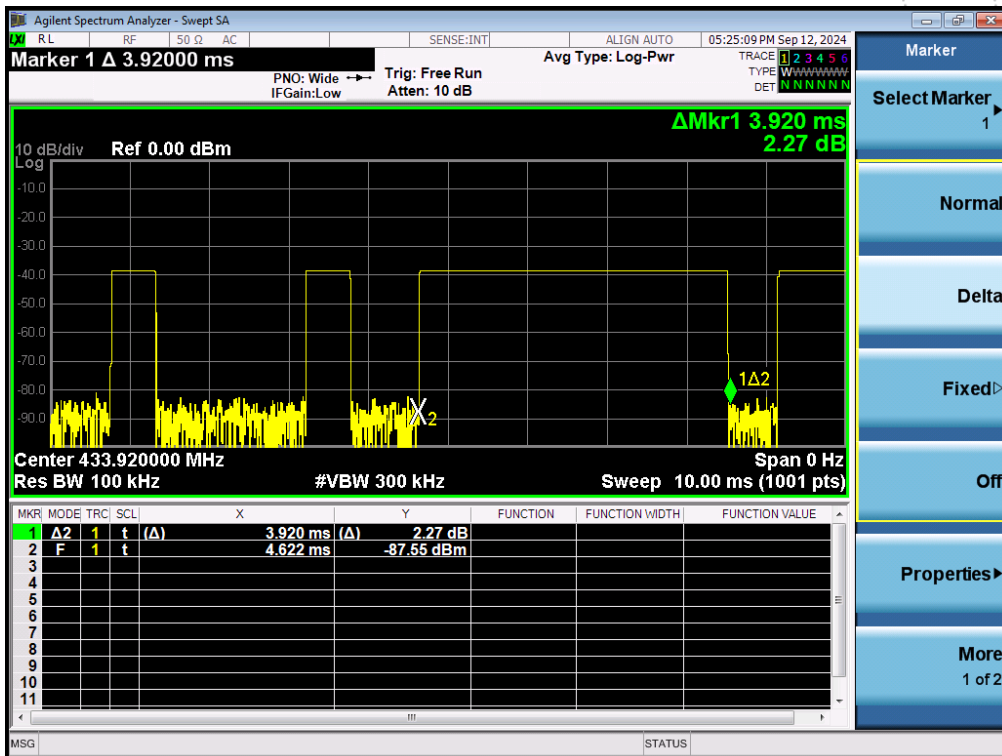 Agilent Spectrum Analyzer - Swept SA
LXI RL RF 50 Ω AC SENSE:INT ALIGN AUTO 05:25:09 PM Sep 12, 2024
Marker 1 Δ 3.92000 ms
PNO: Wide
IFGain:Low
Trig: Free Run
Atten: 10 dB
Avg Type: Log-Pwr
TRACE 1 2 3 4 5 6
TYPE WWWWWW
DET N N N N N N
ΔMkr1 3.920 ms
2.27 dB
10 dB/div Ref 0.00 dBm
Log
-10.0
-20.0
-30.0
-40.0
-50.0
-60.0
-70.0
-80.0
-90.0
1Δ2
2
Center 433.920000 MHz Span 0 Hz
Res BW 100 kHz #VBW 300 kHz Sweep 10.00 ms (1001 pts)
MKR MODE TRC SCL X Y FUNCTION FUNCTION WIDTH FUNCTION VALUE
1 Δ2 1 t (Δ) 3.920 ms (Δ) 2.27 dB
2 F 1 t 4.622 ms -87.55 dBm
3
4
5
6
7
8
9
10
11
MSG STATUS
Marker
Select Marker
1
Normal
Delta
Fixed
Off
Properties
More
1 of 2